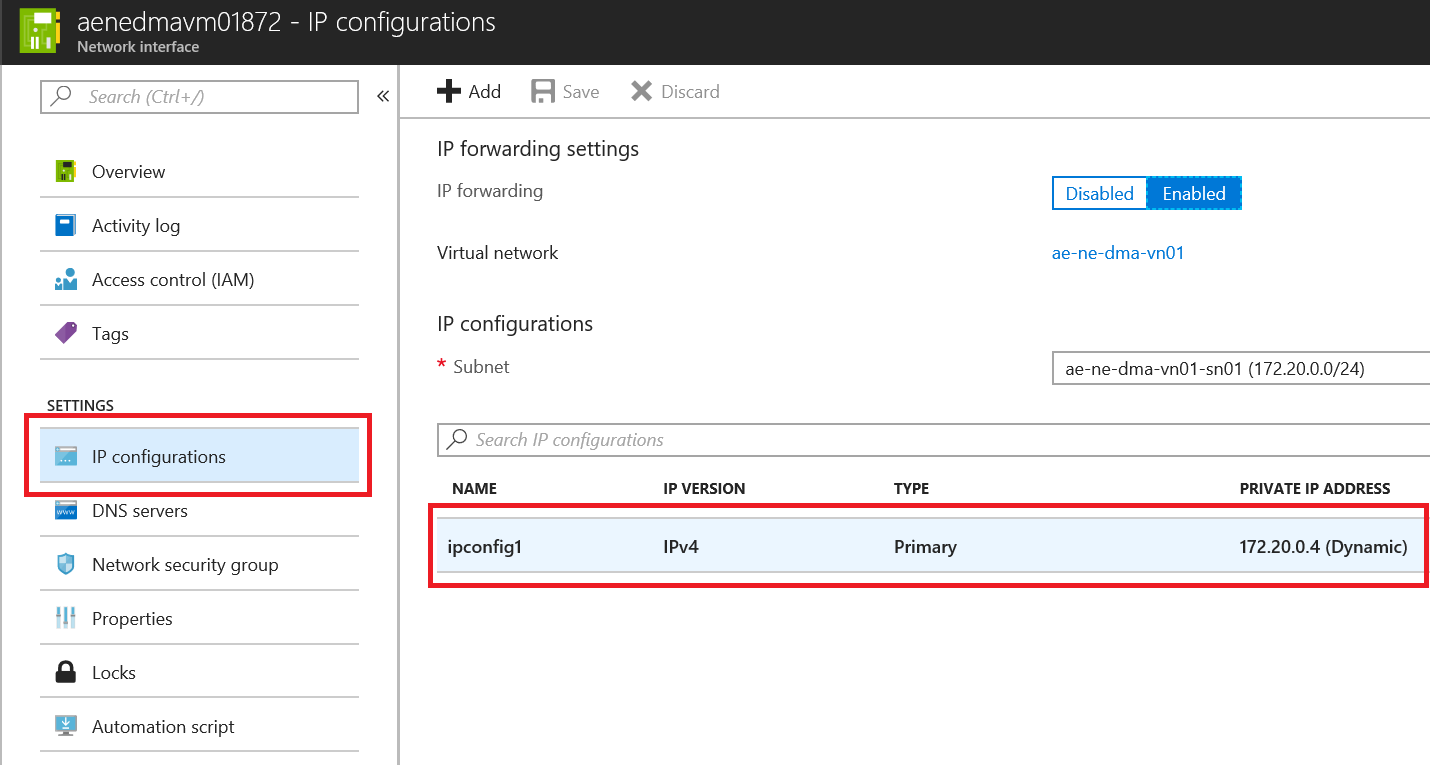 aenedmavm01872 - IP configurations
Network interface
Search (Ctrl+/)
«
Overview
Activity log
Access control (IAM)
Tags
SETTINGS
IP configurations
DNS servers
Network security group
Properties
Locks
Automation script
Add Save Discard
IP forwarding settings
IP forwarding Disabled Enabled
Virtual network ae-ne-dma-vn01
IP configurations
* Subnet ae-ne-dma-vn01-sn01 (172.20.0.0/24)
Search IP configurations
NAME IP VERSION TYPE PRIVATE IP ADDRESS
ipconfig1 IPv4 Primary 172.20.0.4 (Dynamic)